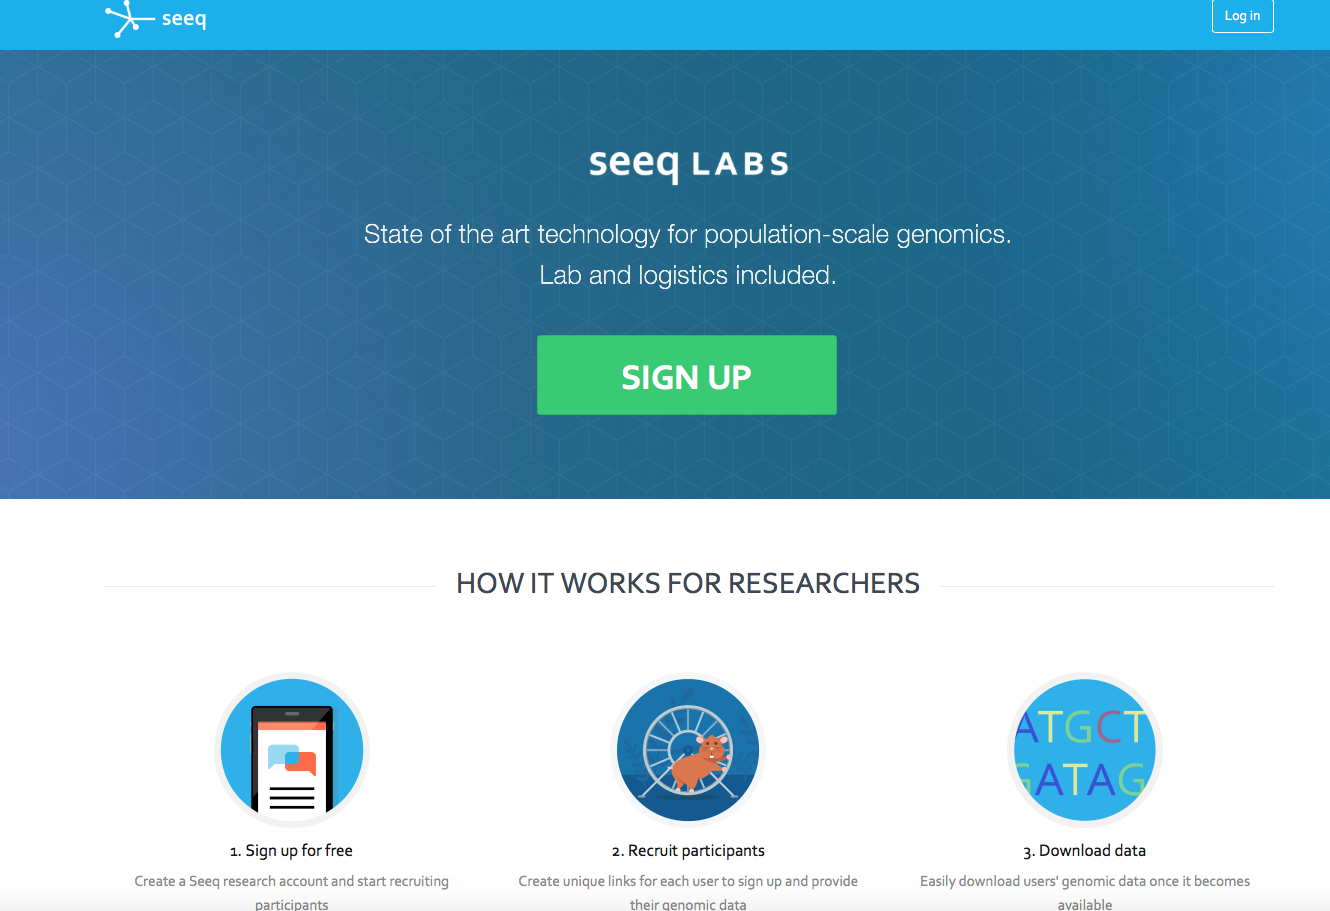 seeq
Log in
seeq LABS
State of the art technology for population-scale genomics.
Lab and logistics included.
SIGN UP
HOW IT WORKS FOR RESEARCHERS
ATGCT
GATAG
1. Sign up for free
Create a Seeq research account and start recruiting
participants
2. Recruit participants
Create unique links for each user to sign up and provide
their genomic data
3. Download data
Easily download users' genomic data once it becomes
available